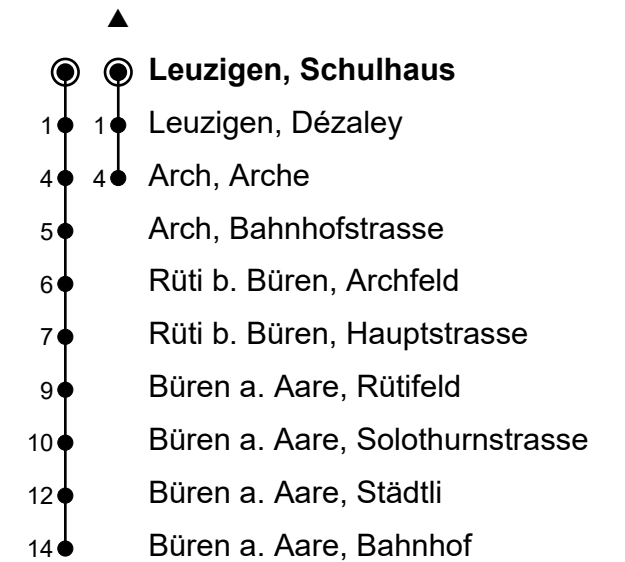 ▲
Leuzigen, Schulhaus
1 1 Leuzigen, Dézaley
4 4 Arch, Arche
5 Arch, Bahnhofstrasse
6 Rüti b. Büren, Archfeld
7 Rüti b. Büren, Hauptstrasse
9 Büren a. Aare, Rütifeld
10 Büren a. Aare, Solothurnstrasse
12 Büren a. Aare, Städtli
14 Büren a. Aare, Bahnhof